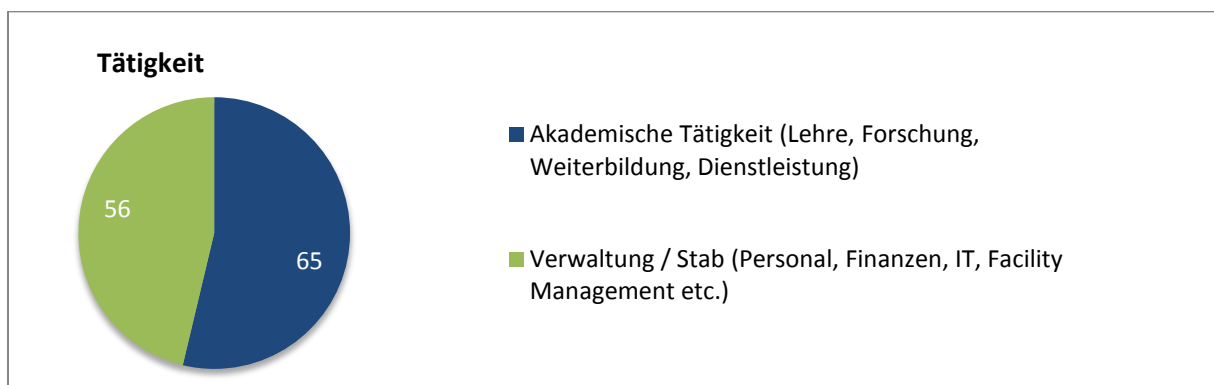 Tätigkeit
56
65
Akademische Tätigkeit (Lehre, Forschung,
Weiterbildung, Dienstleistung)
Verwaltung / Stab (Personal, Finanzen, IT, Facility
Management etc.)